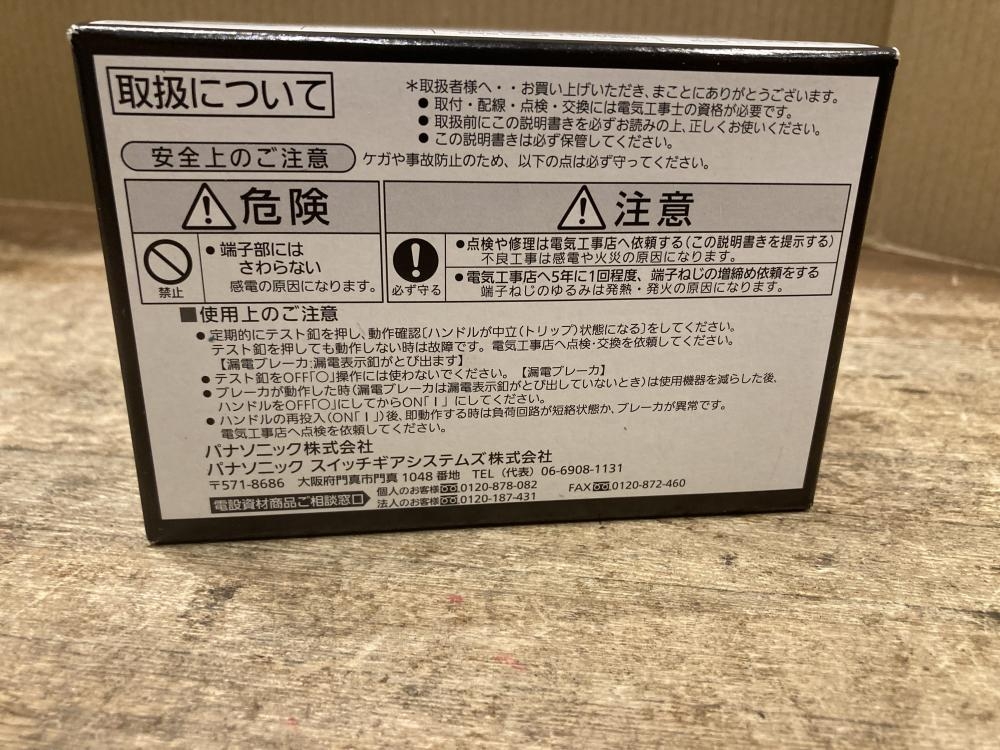 取扱について
＊取扱者様へ・・お買い上げいただき、まことにありがとうございます。
● 取付・配線・点検・交換には電気工事士の資格が必要です。
● 取扱前にこの説明書きを必ずお読みの上、正しくお使いください。
● この説明書きは必ず保管してください。
安全上のご注意
ケガや事故防止のため、以下の点は必ず守ってください。
危険
禁止
●端子部には
さわらない
感電の原因になります。
注意
必ず守る
●点検や修理は電気工事店へ依頼する(この説明書きを提示する)
不良工事は感電や火災の原因になります。
●電気工事店へ5年に1回程度、端子ねじの増締め依頼をする
端子ねじのゆるみは発熱・発火の原因になります。
■使用上のご注意
●定期的にテスト釦を押し、動作確認[ハンドルが中立(トリップ)状態になる]をしてください。
テスト釦を押しても動作しない時は故障です。電気工事店へ点検・交換を依頼してください。
【漏電ブレーカ:漏電表示釦がとび出ます】
●テスト釦をOFF「○」操作には使わないでください。【漏電ブレーカ】
●ブレーカが動作した時(漏電ブレーカは漏電表示釦がとび出していないとき)は使用機器を減らした後、
ハンドルをOFF「○」にしてからON「Ｉ」にしてください。
●ハンドルの再投入(ON「Ｉ」)後、即動作する時は負荷回路が短絡状態か、ブレーカが異常です。
電気工事店へ点検を依頼してください。
パナソニック株式会社
パナソニック スイッチギアシステムズ株式会社
〒571-8686 大阪府門真市門真 1048 番地 TEL（代表）06-6908-1131
電設資材商品ご相談窓口
個人のお客様 0120-878-082 FAX 0120-872-460
法人のお客様 0120-187-431